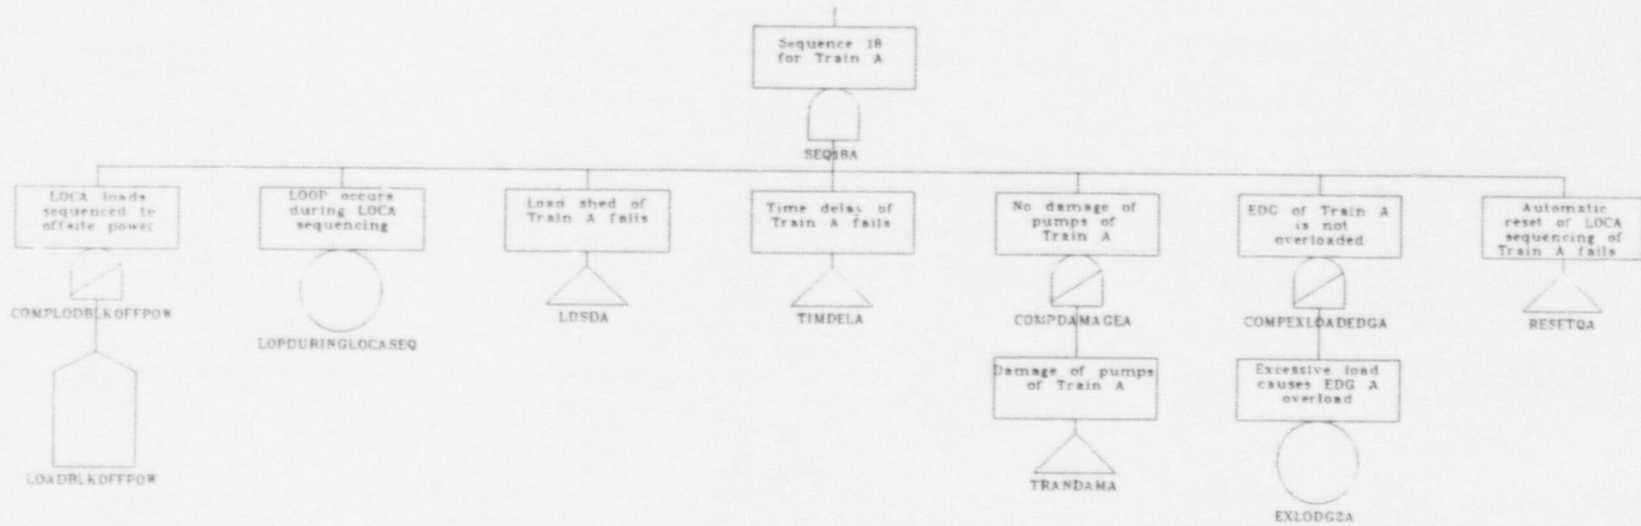 Sequence 18
for Train A
SEQ18A
LOCA loads
sequenced to
offsite power
COMPLODBLKOFFPOW
LOADBLKOFFPOW
LOOP occurs
during LOCA
sequencing
LOPDURINGLOCASEQ
Load shed of
Train A fails
LDSDA
Time delay of
Train A fails
TIMDELA
No damage of
pumps of
Train A
COMPDAMAGEA
Damage of pumps
of Train A
TRANDAMA
EDG of Train A
is not
overloaded
COMPEXLOADEDGA
Excessive load
causes EDG A
overload
EXLODG2A
Automatic
reset of LOCA
sequencing of
Train A fails
RESETQA